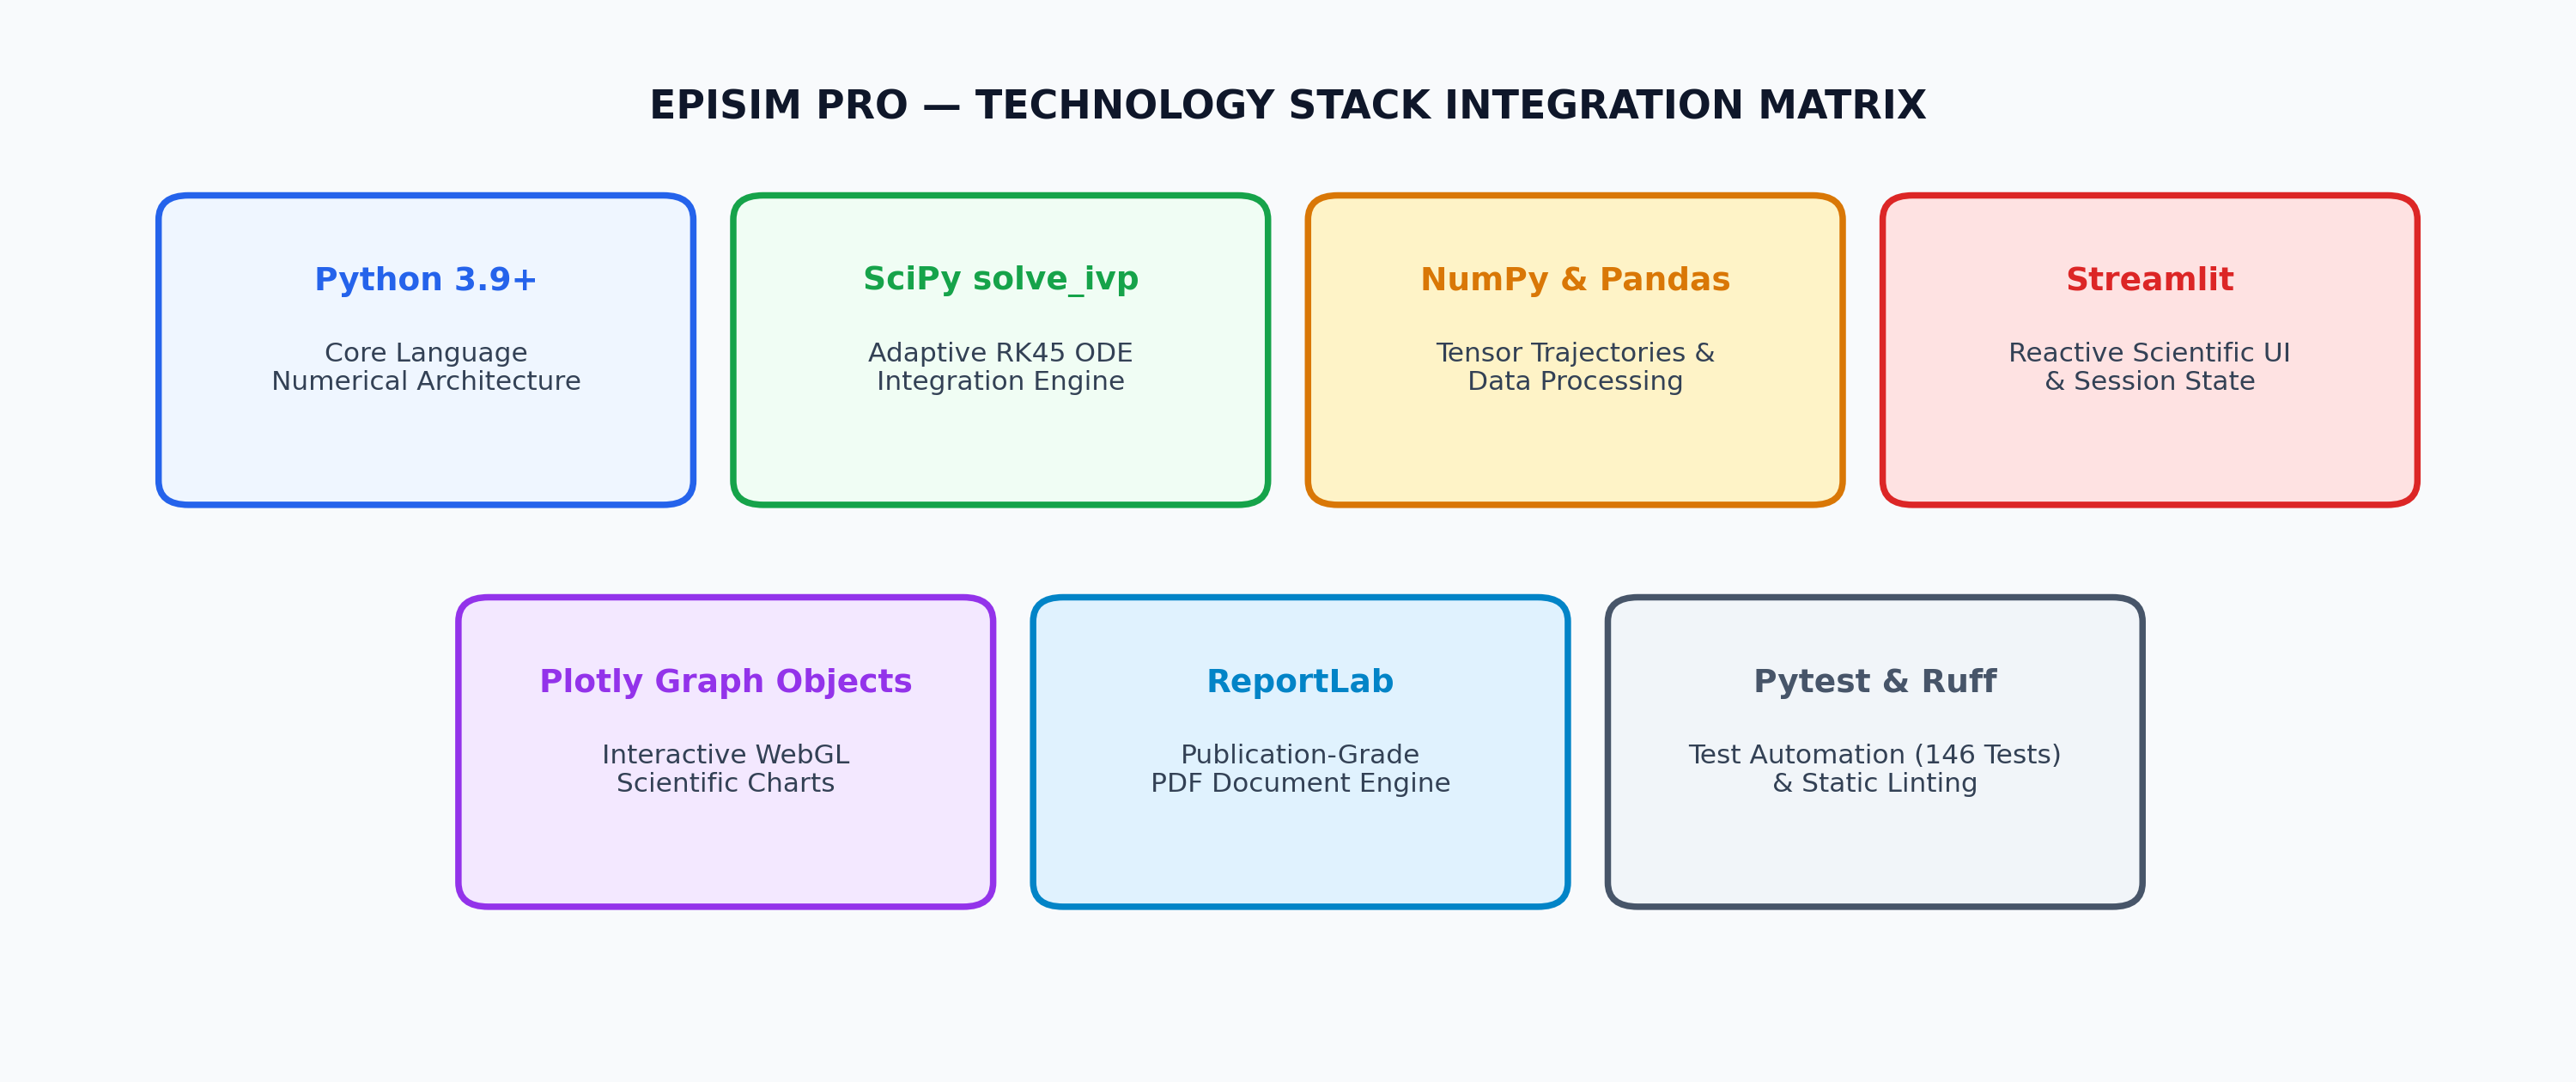 EPISIM PRO — TECHNOLOGY STACK INTEGRATION MATRIX
Python 3.9+
Core Language
Numerical Architecture
SciPy solve_ivp
Adaptive RK45 ODE
Integration Engine
NumPy & Pandas
Tensor Trajectories &
Data Processing
Streamlit
Reactive Scientific UI
& Session State
Plotly Graph Objects
Interactive WebGL
Scientific Charts
ReportLab
Publication-Grade
PDF Document Engine
Pytest & Ruff
Test Automation (146 Tests)
& Static Linting